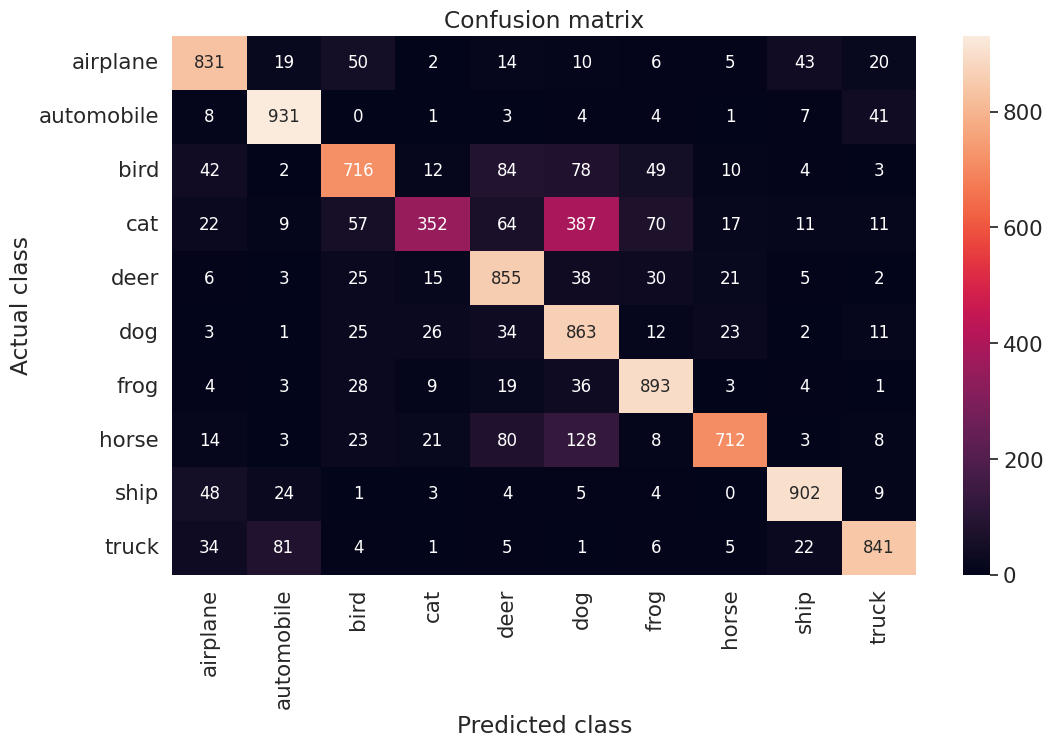 Confusion matrix
Actual class
airplane 831 19 50 2 14 10 6 5 43 20
automobile 8 931 0 1 3 4 4 1 7 41
bird 42 2 716 12 84 78 49 10 4 3
cat 22 9 57 352 64 387 70 17 11 11
deer 6 3 25 15 855 38 30 21 5 2
dog 3 1 25 26 34 863 12 23 2 11
frog 4 3 28 9 19 36 893 3 4 1
horse 14 3 23 21 80 128 8 712 3 8
ship 48 24 1 3 4 5 4 0 902 9
truck 34 81 4 1 5 1 6 5 22 841
airplane automobile bird cat deer dog frog horse ship truck
Predicted class
800
600
400
200
0